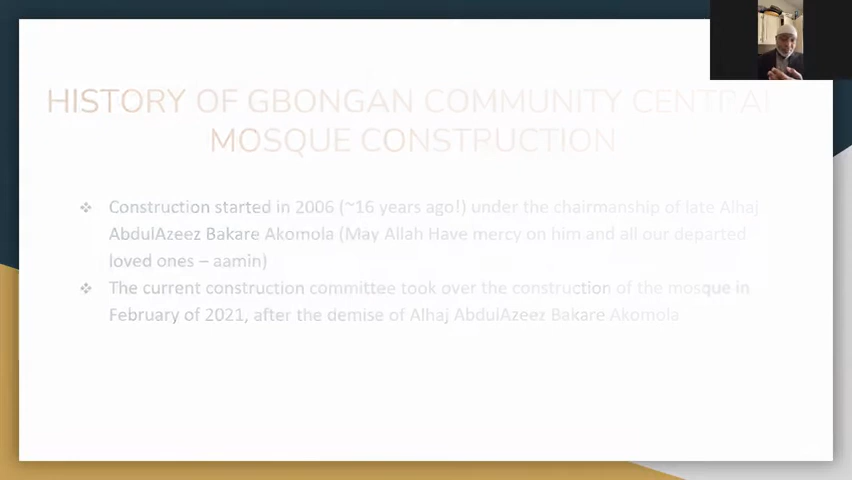 HISTORY OF GBONGAN COMMUNITY CENTRAL
MOSQUE CONSTRUCTION
❖ Construction started in 2006 (~16 years ago!) under the chairmanship of late Alhaj
AbdulAzeez Bakare Akomola (May Allah Have mercy on him and all our departed
loved ones – aamin)
❖ The current construction committee took over the construction of the mosque in
February of 2021, after the demise of Alhaj AbdulAzeez Bakare Akomola